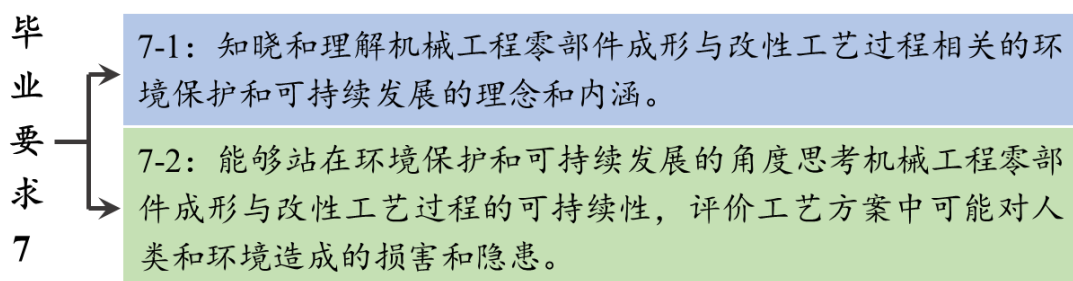 毕业要求7
7-1：知晓和理解机械工程零部件成形与改性工艺过程相关的环
境保护和可持续发展的理念和内涵。
7-2：能够站在环境保护和可持续发展的角度思考机械工程零部
件成形与改性工艺过程的可持续性，评价工艺方案中可能对人
类和环境造成的损害和隐患。